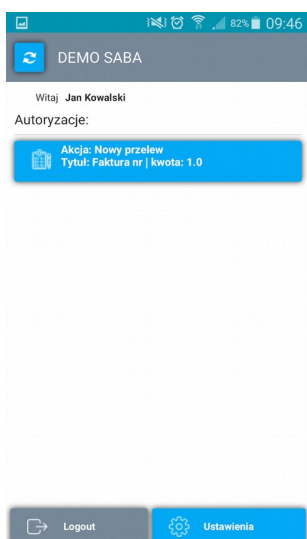 82% 09:46
DEMO SABA
Witaj Jan Kowalski
Autoryzacje:
Akcja: Nowy przelew
Tytuł: Faktura nr | kwota: 1.0
Logout Ustawienia